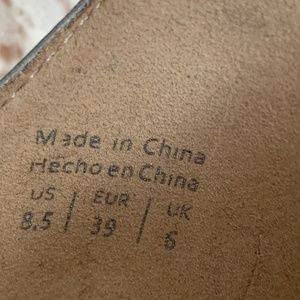 Made in China
Hecho en China
US | EUR | UK
8.5 | 39 | 6